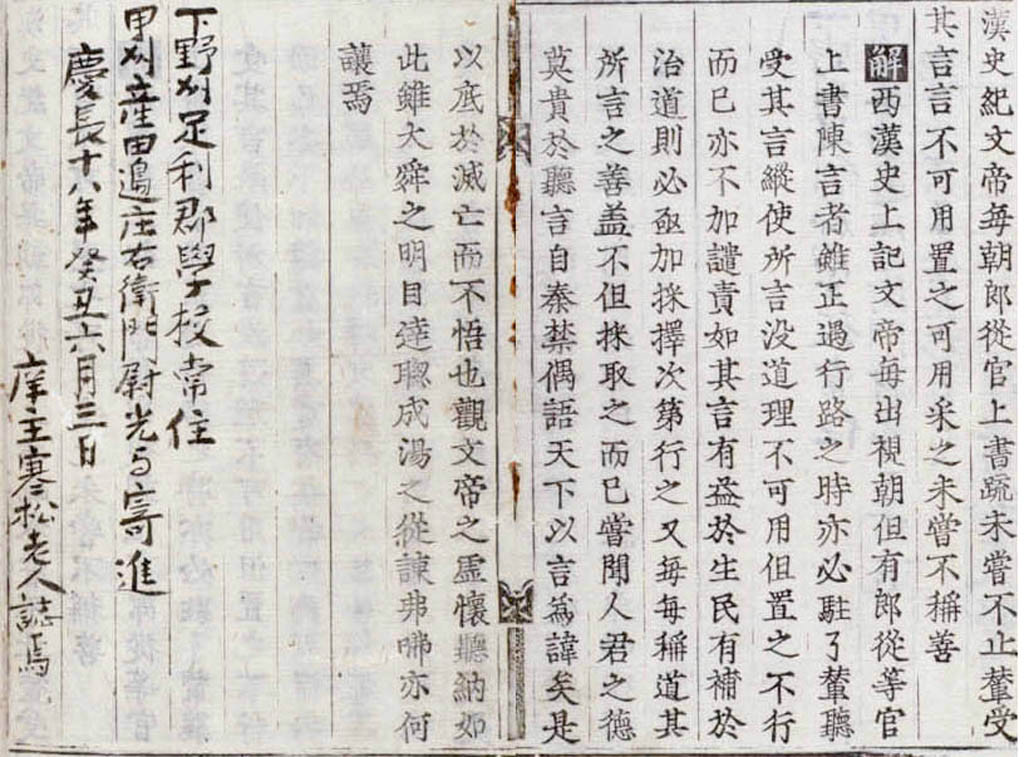 漢史紀文帝每朝郎從官上書疏未嘗不止輦受
其言言不可用置之可用采之未嘗不稱善
解西漢史上記文帝每出視朝但有郎從等官
上書陳言者雖正過行路之時亦必駐了輦聽
受其言縱使所言没道理不可用但置之不行
而已亦不加譴責如其言有益於生民有補於
治道則必亟加採擇次第行之又每每稱道其
所言之善盖不但採取之而已嘗聞人君之德
莫貴於聽言自秦禁偶語天下以言為諱矣是
以底於滅亡而不悟也觀文帝之虛懷聽納如
此雖大舜之明目達聰成湯之從諫弗咈亦何
讓焉
下野州足利郡學校常住
甲州産田邉庄右衛門尉光与寄進
慶長十八年癸丑六月三日
庠主寒松老人誌焉